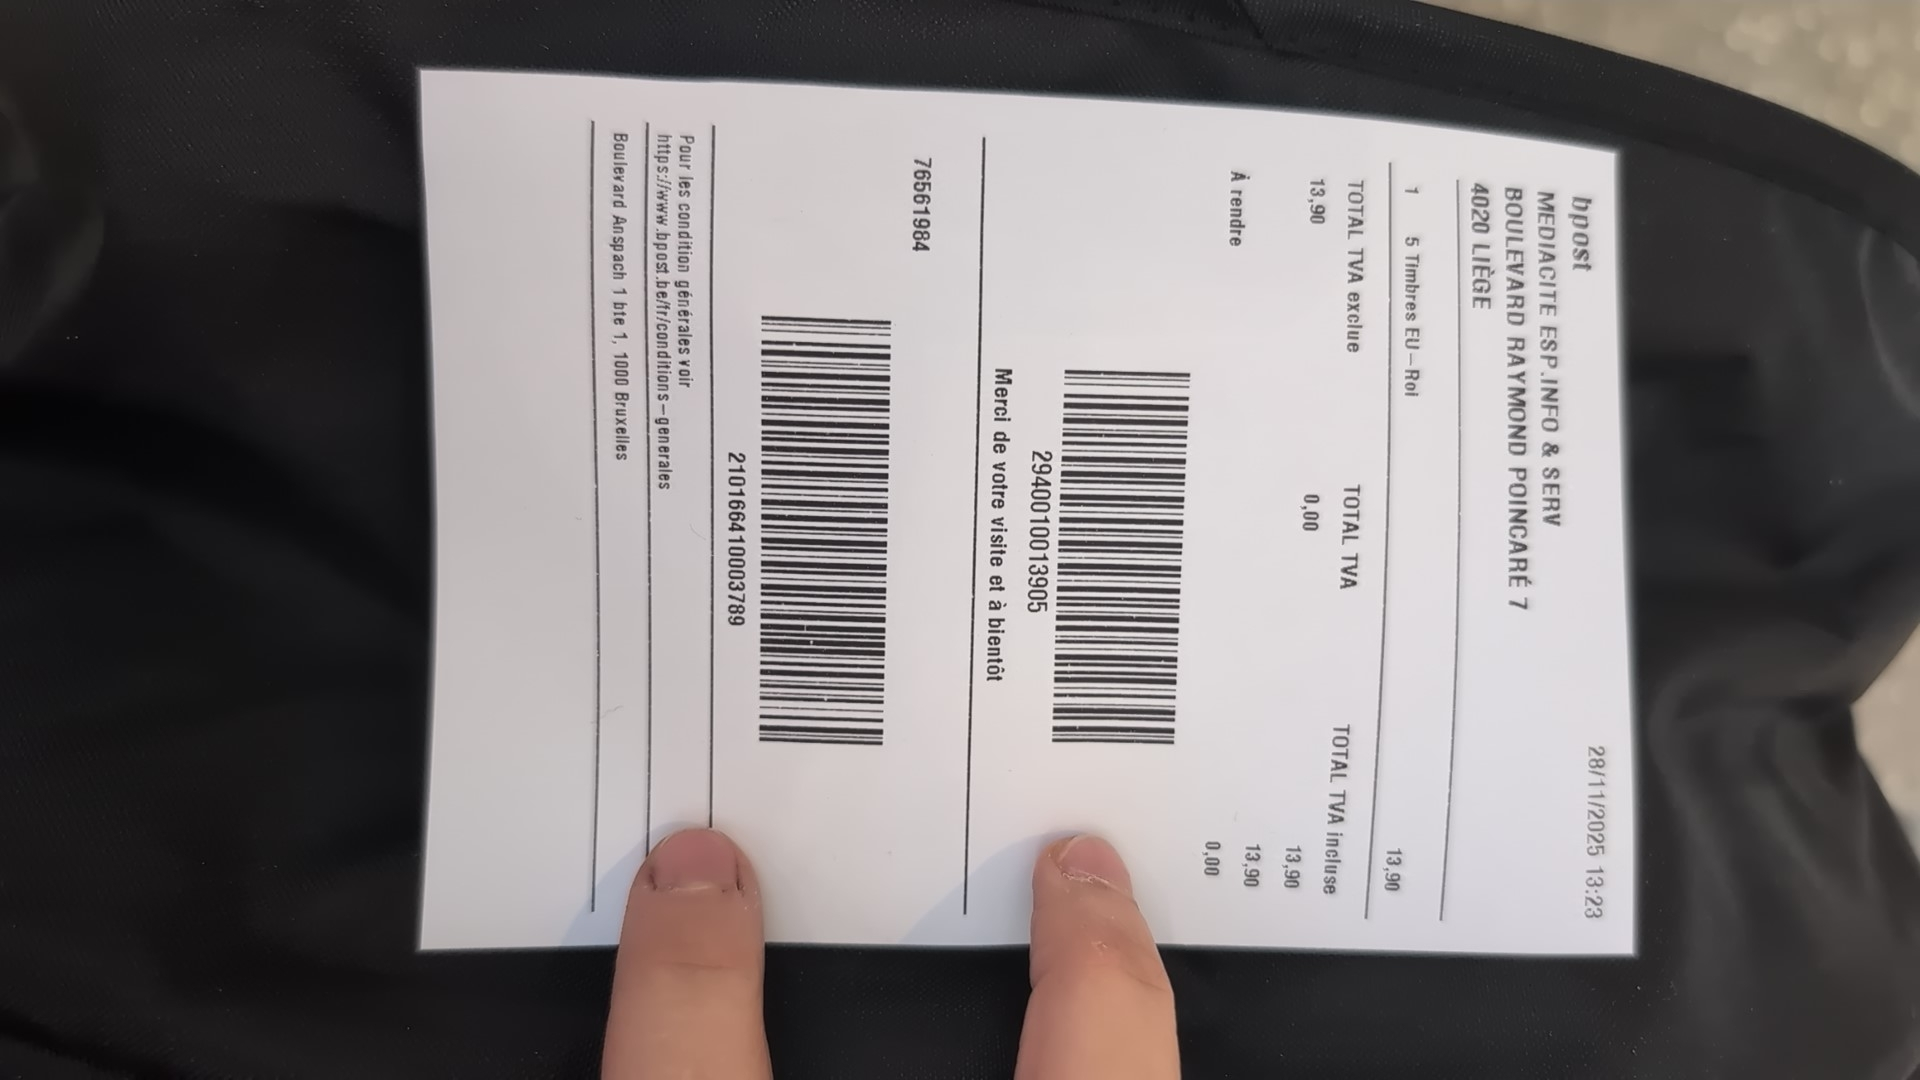 bpost 28/11/2025 13:23
MEDIACITE ESP.INFO & SERV
BOULEVARD RAYMOND POINCARÉ 7
4020 LIÈGE
1 5 Timbres EU-Roi 13,90
TOTAL TVA exclue TOTAL TVA TOTAL TVA incluse
13,90 0,00 13,90
13,90
À rendre 0,00
2940010013905
Merci de votre visite et à bientôt
76561984
210166410003789
Pour les condition générales voir
https://www.bpost.be/fr/conditions-generales
Boulevard Anspach 1 bte 1, 1000 Bruxelles